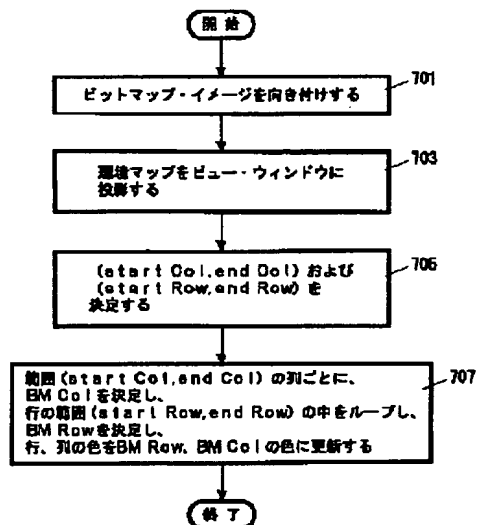 開始
ビットマップ・イメージを向き付けする
701
環境マップをビュー・ウィンドウに
投影する
703
(start Col,end Col) および
(start Row,end Row) を
決定する
705
範囲(start Col,end Col) の列ごとに、
BM Colを決定し、
行の範囲(start Row,end Row) の中をループし、
BM Rowを決定し、
行、列の色をBM Row、BM Colの色に更新する
707
終了